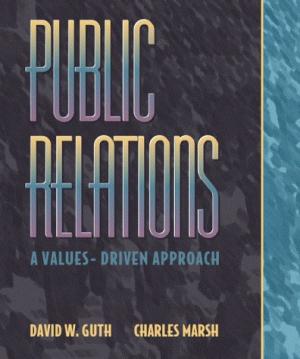 PUBLIC
RELATIONS
A VALUES- DRIVEN APPROACH
DAVID W. GUTH CHARLES MARSH